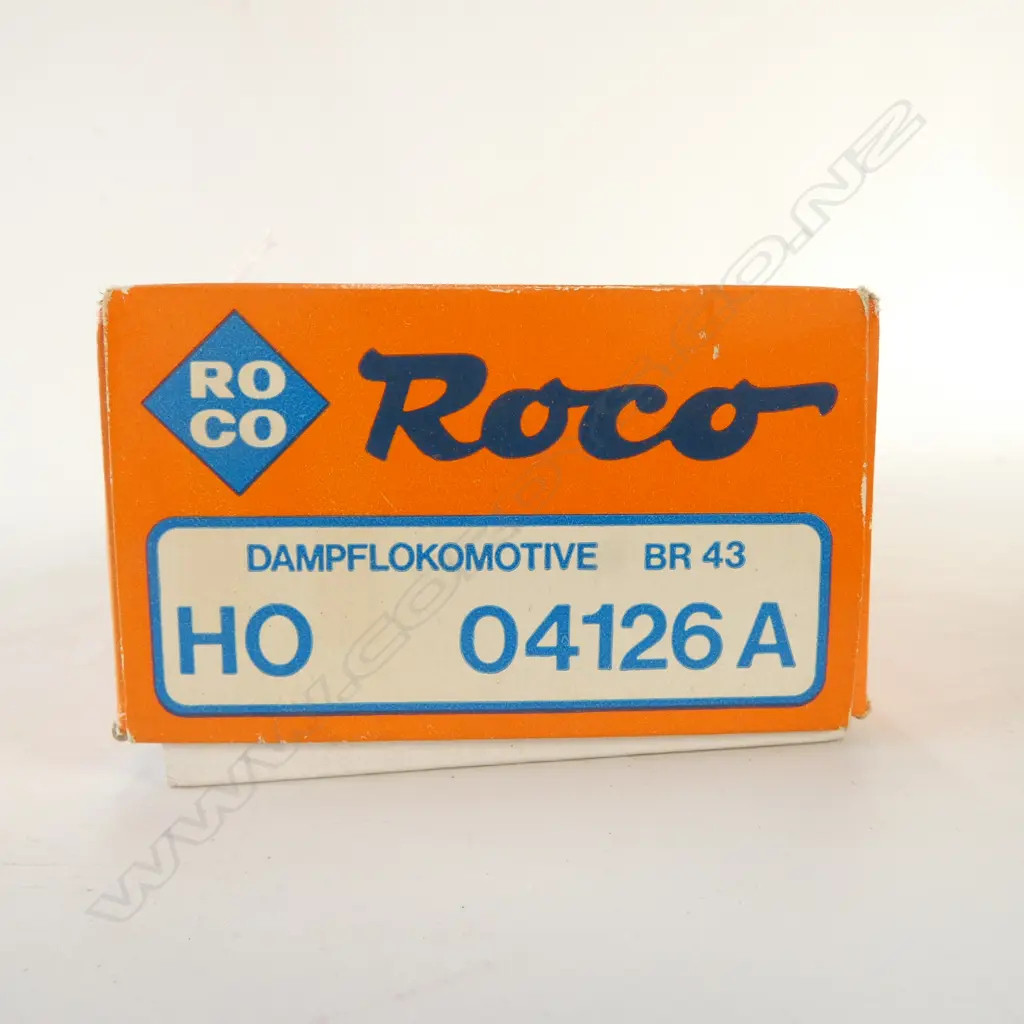 RO
CO
Roco
DAMPFLOKOMOTIVE BR 43
HO 04126 A